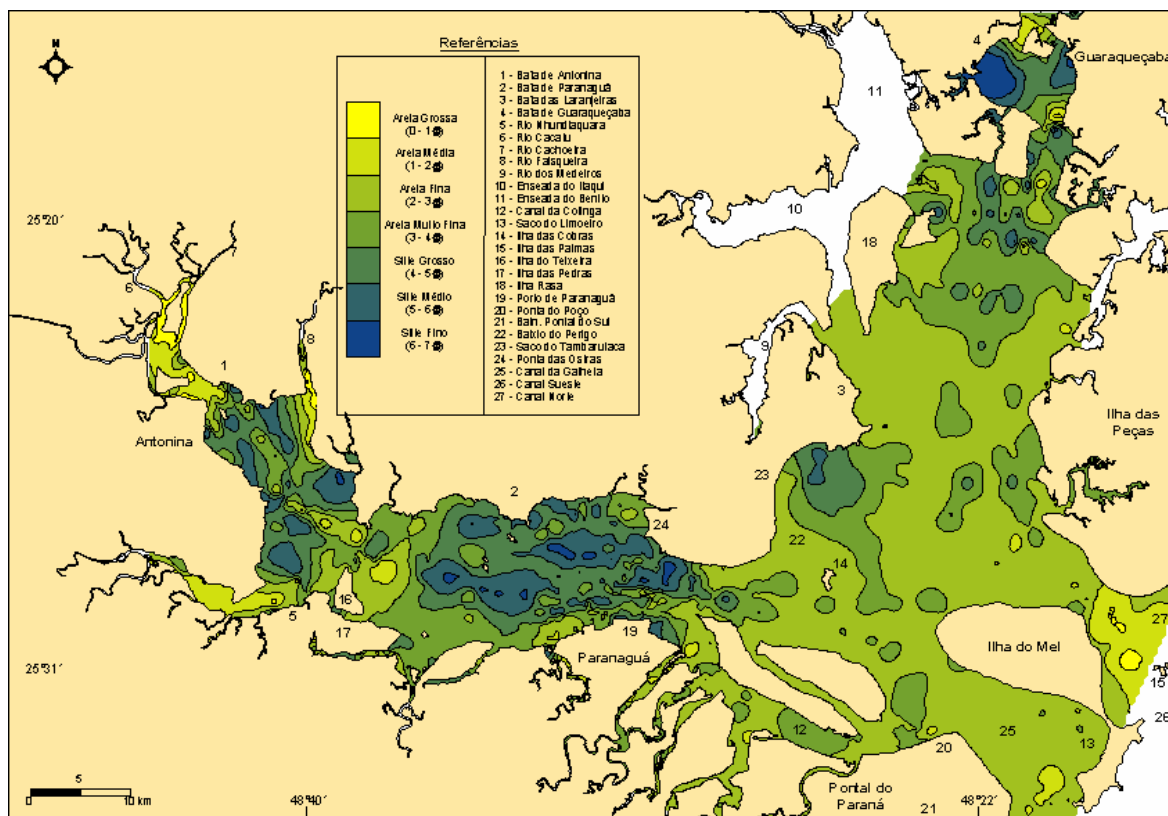 N
Referências
Areia Grossa
(0 - 1Ф)
Areia Média
(1 - 2Ф)
Areia Fina
(2 - 3Ф)
Areia Muito Fina
(3 - 4Ф)
Silte Grosso
(4 - 5Ф)
Silte Médio
(5 - 6Ф)
Silte Fino
(6 - 7Ф)
1 - Baía de Antonina
2 - Baía de Paranaguá
3 - Baía das Laranjeiras
4 - Baía de Guaraqueçaba
5 - Rio Nhundiaquara
6 - Rio Cacatu
7 - Rio Cachoeira
8 - Rio Faisqueira
9 - Rio dos Medeiros
10 - Enseada do Itaqui
11 - Enseada do Benito
12 - Canal da Cotinga
13 - Saco do Limoeiro
14 - Ilha das Cobras
15 - Ilha das Palmas
16 - Ilha do Teixeira
17 - Ilha das Pedras
18 - Ilha Rasa
19 - Porto de Paranaguá
20 - Ponta do Poço
21 - Baln. Pontal do Sul
22 - Baixio do Perigo
23 - Saco do Tambarutaca
24 - Ponta das Ostras
25 - Canal da Galheta
26 - Canal Sueste
27 - Canal Norte
4
Guaraqueçaba
11
25°20´
10
18
7
6
8
9
1
3
Antonina
Ilha das
Peças
23
2
24
22
14
16
5
17
19
27
Paranaguá
Ilha do Mel
25°31´
15
26
12
20
25
13
5
0
10 km
48°40´
Pontal do
Paraná
21
48°22´